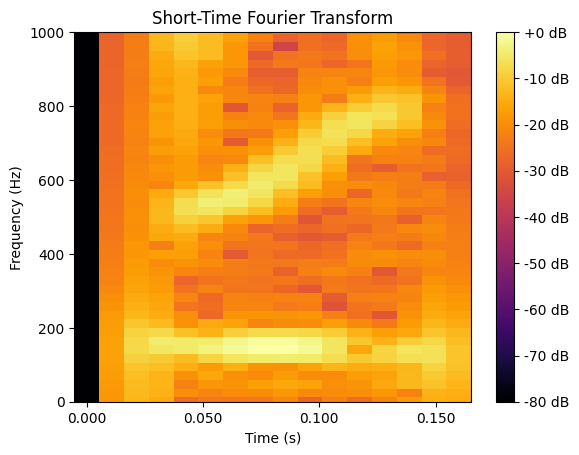 Short-Time Fourier Transform
Frequency (Hz)
1000
800
600
400
200
0
0.000
0.050
0.100
0.150
Time (s)
+0 dB
-10 dB
-20 dB
-30 dB
-40 dB
-50 dB
-60 dB
-70 dB
-80 dB